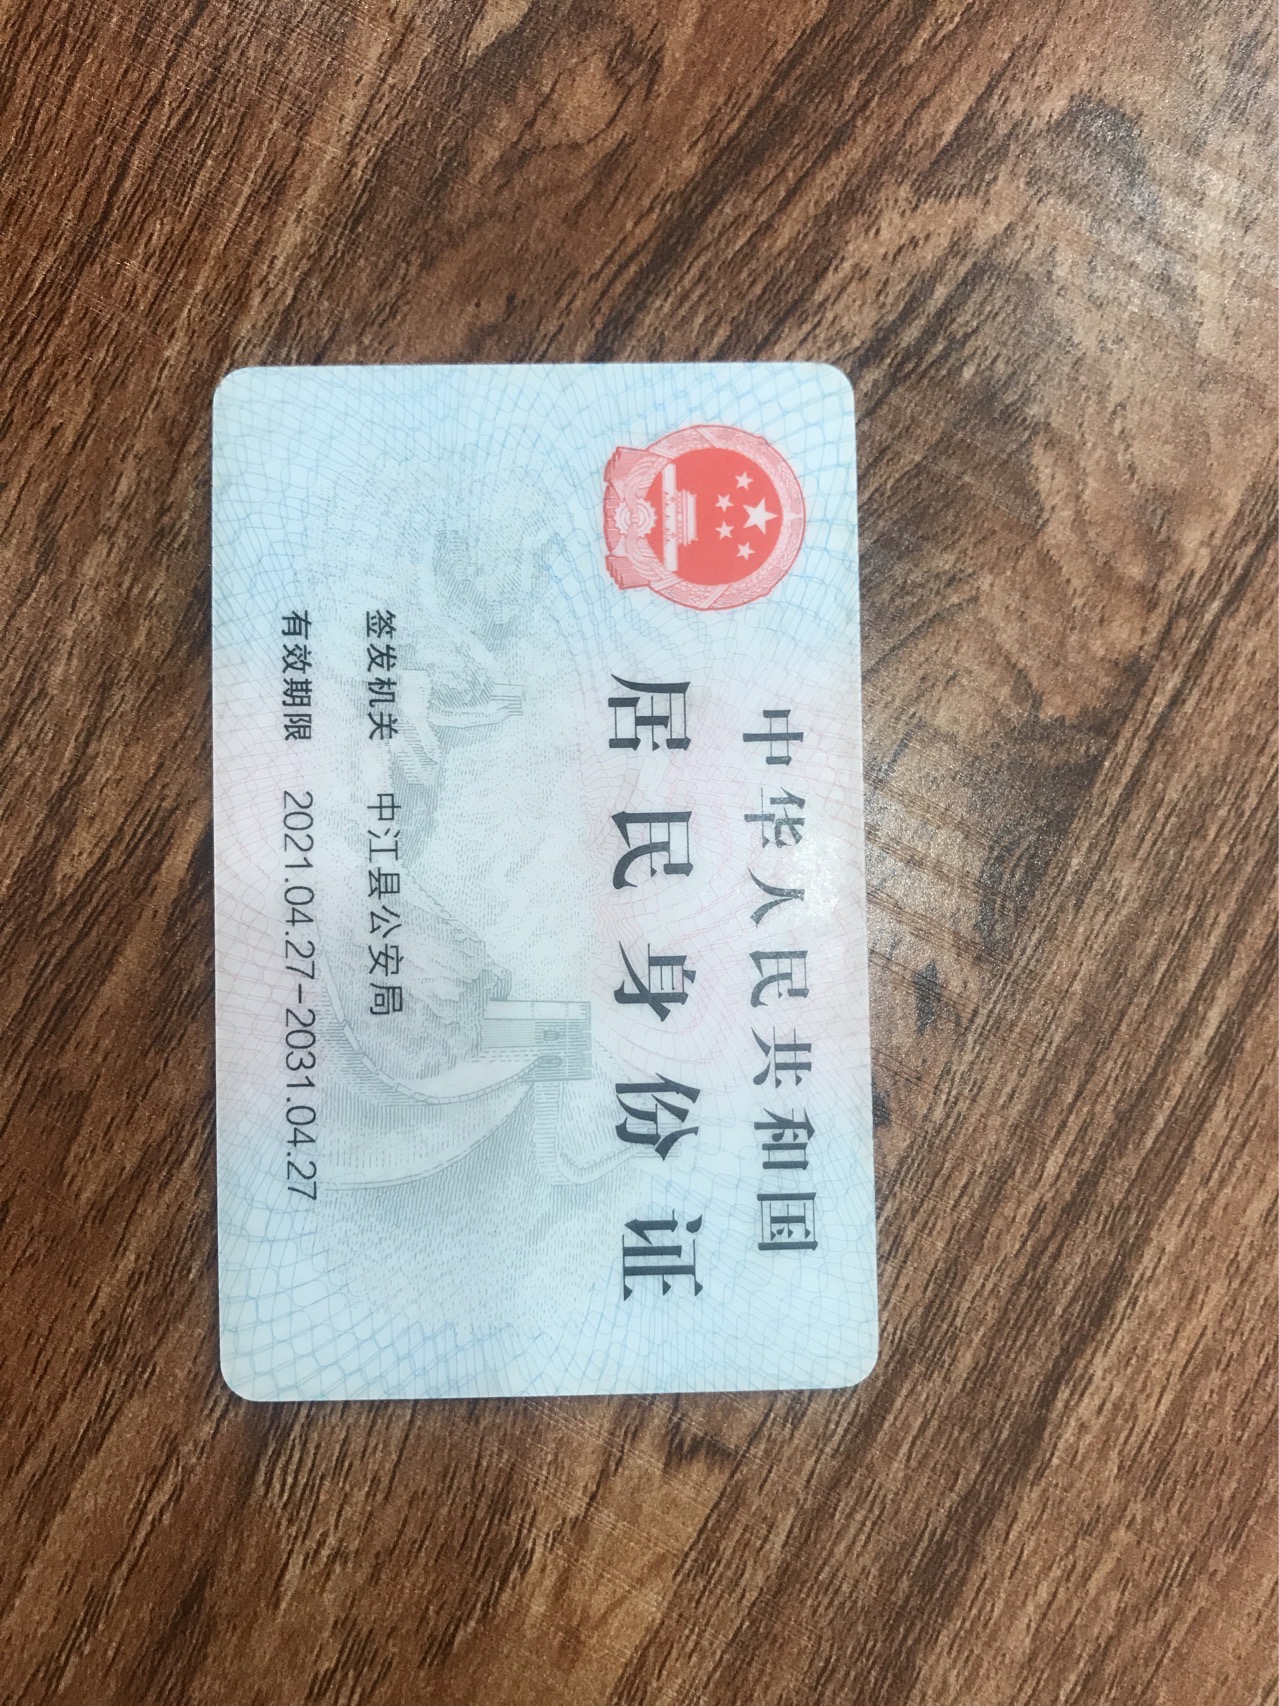 中华人民共和国
居民身份证
签发机关 中江县公安局
有效期限 2021.04.27-2031.04.27